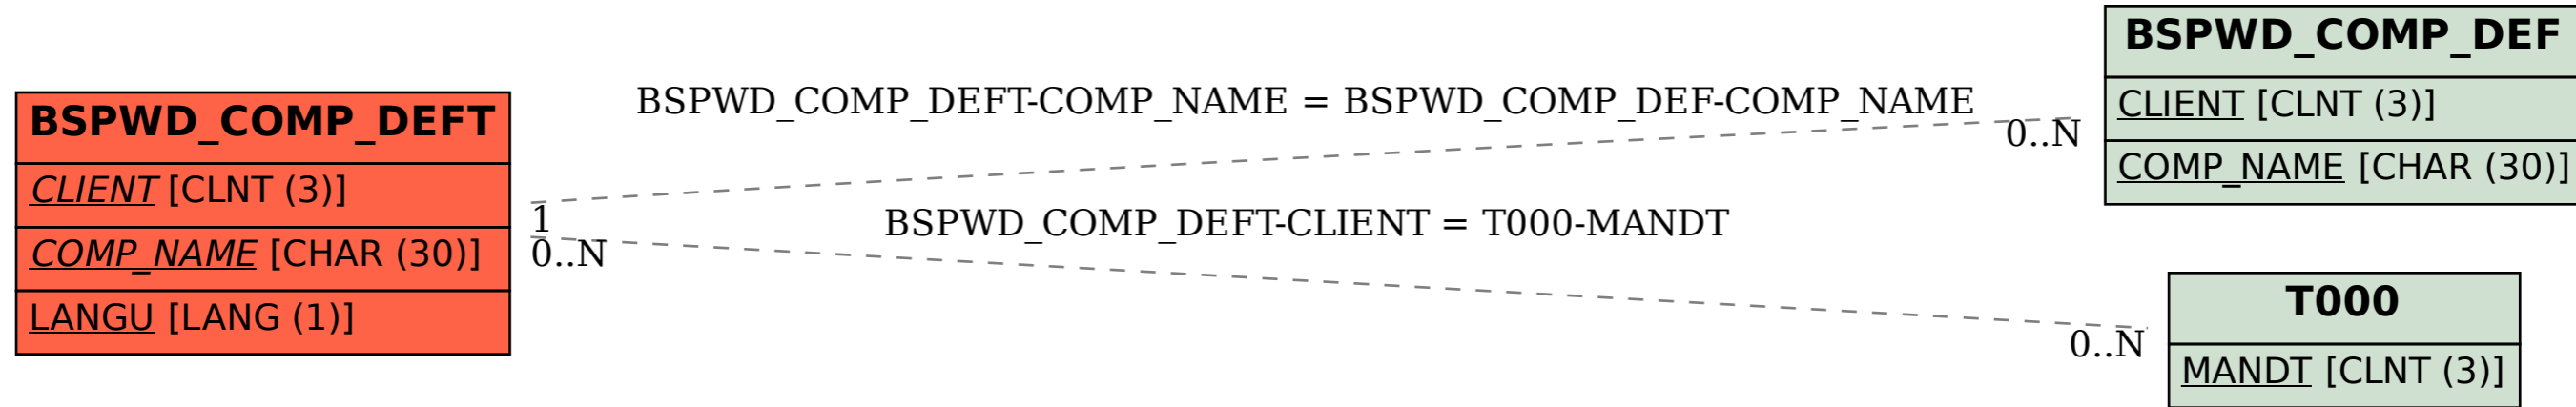 BSPWD_COMP_DEFT
CLIENT [CLNT (3)]
COMP_NAME [CHAR (30)]
LANGU [LANG (1)]
BSPWD_COMP_DEFT-COMP_NAME = BSPWD_COMP_DEF-COMP_NAME
1
0..N
BSPWD_COMP_DEFT-CLIENT = T000-MANDT
0..N
0..N
BSPWD_COMP_DEF
CLIENT [CLNT (3)]
COMP_NAME [CHAR (30)]
T000
MANDT [CLNT (3)]